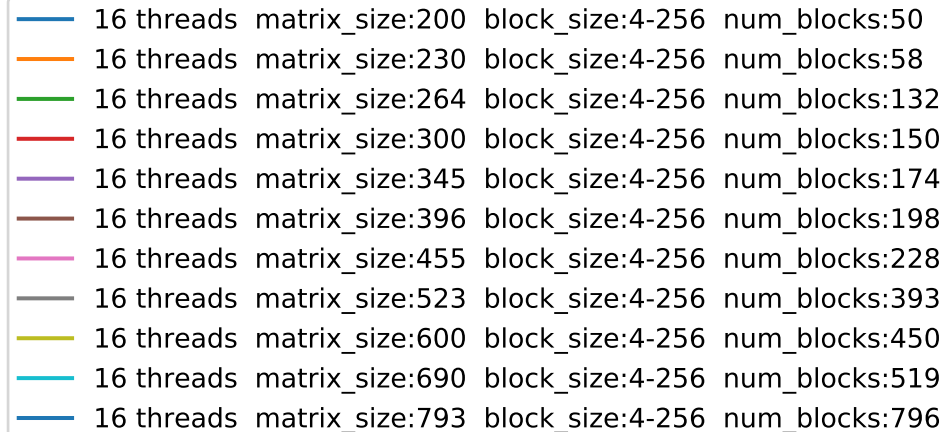 16 threads  matrix_size:200  block_size:4-256  num_blocks:50
16 threads  matrix_size:230  block_size:4-256  num_blocks:58
16 threads  matrix_size:264  block_size:4-256  num_blocks:132
16 threads  matrix_size:300  block_size:4-256  num_blocks:150
16 threads  matrix_size:345  block_size:4-256  num_blocks:174
16 threads  matrix_size:396  block_size:4-256  num_blocks:198
16 threads  matrix_size:455  block_size:4-256  num_blocks:228
16 threads  matrix_size:523  block_size:4-256  num_blocks:393
16 threads  matrix_size:600  block_size:4-256  num_blocks:450
16 threads  matrix_size:690  block_size:4-256  num_blocks:519
16 threads  matrix_size:793  block_size:4-256  num_blocks:796